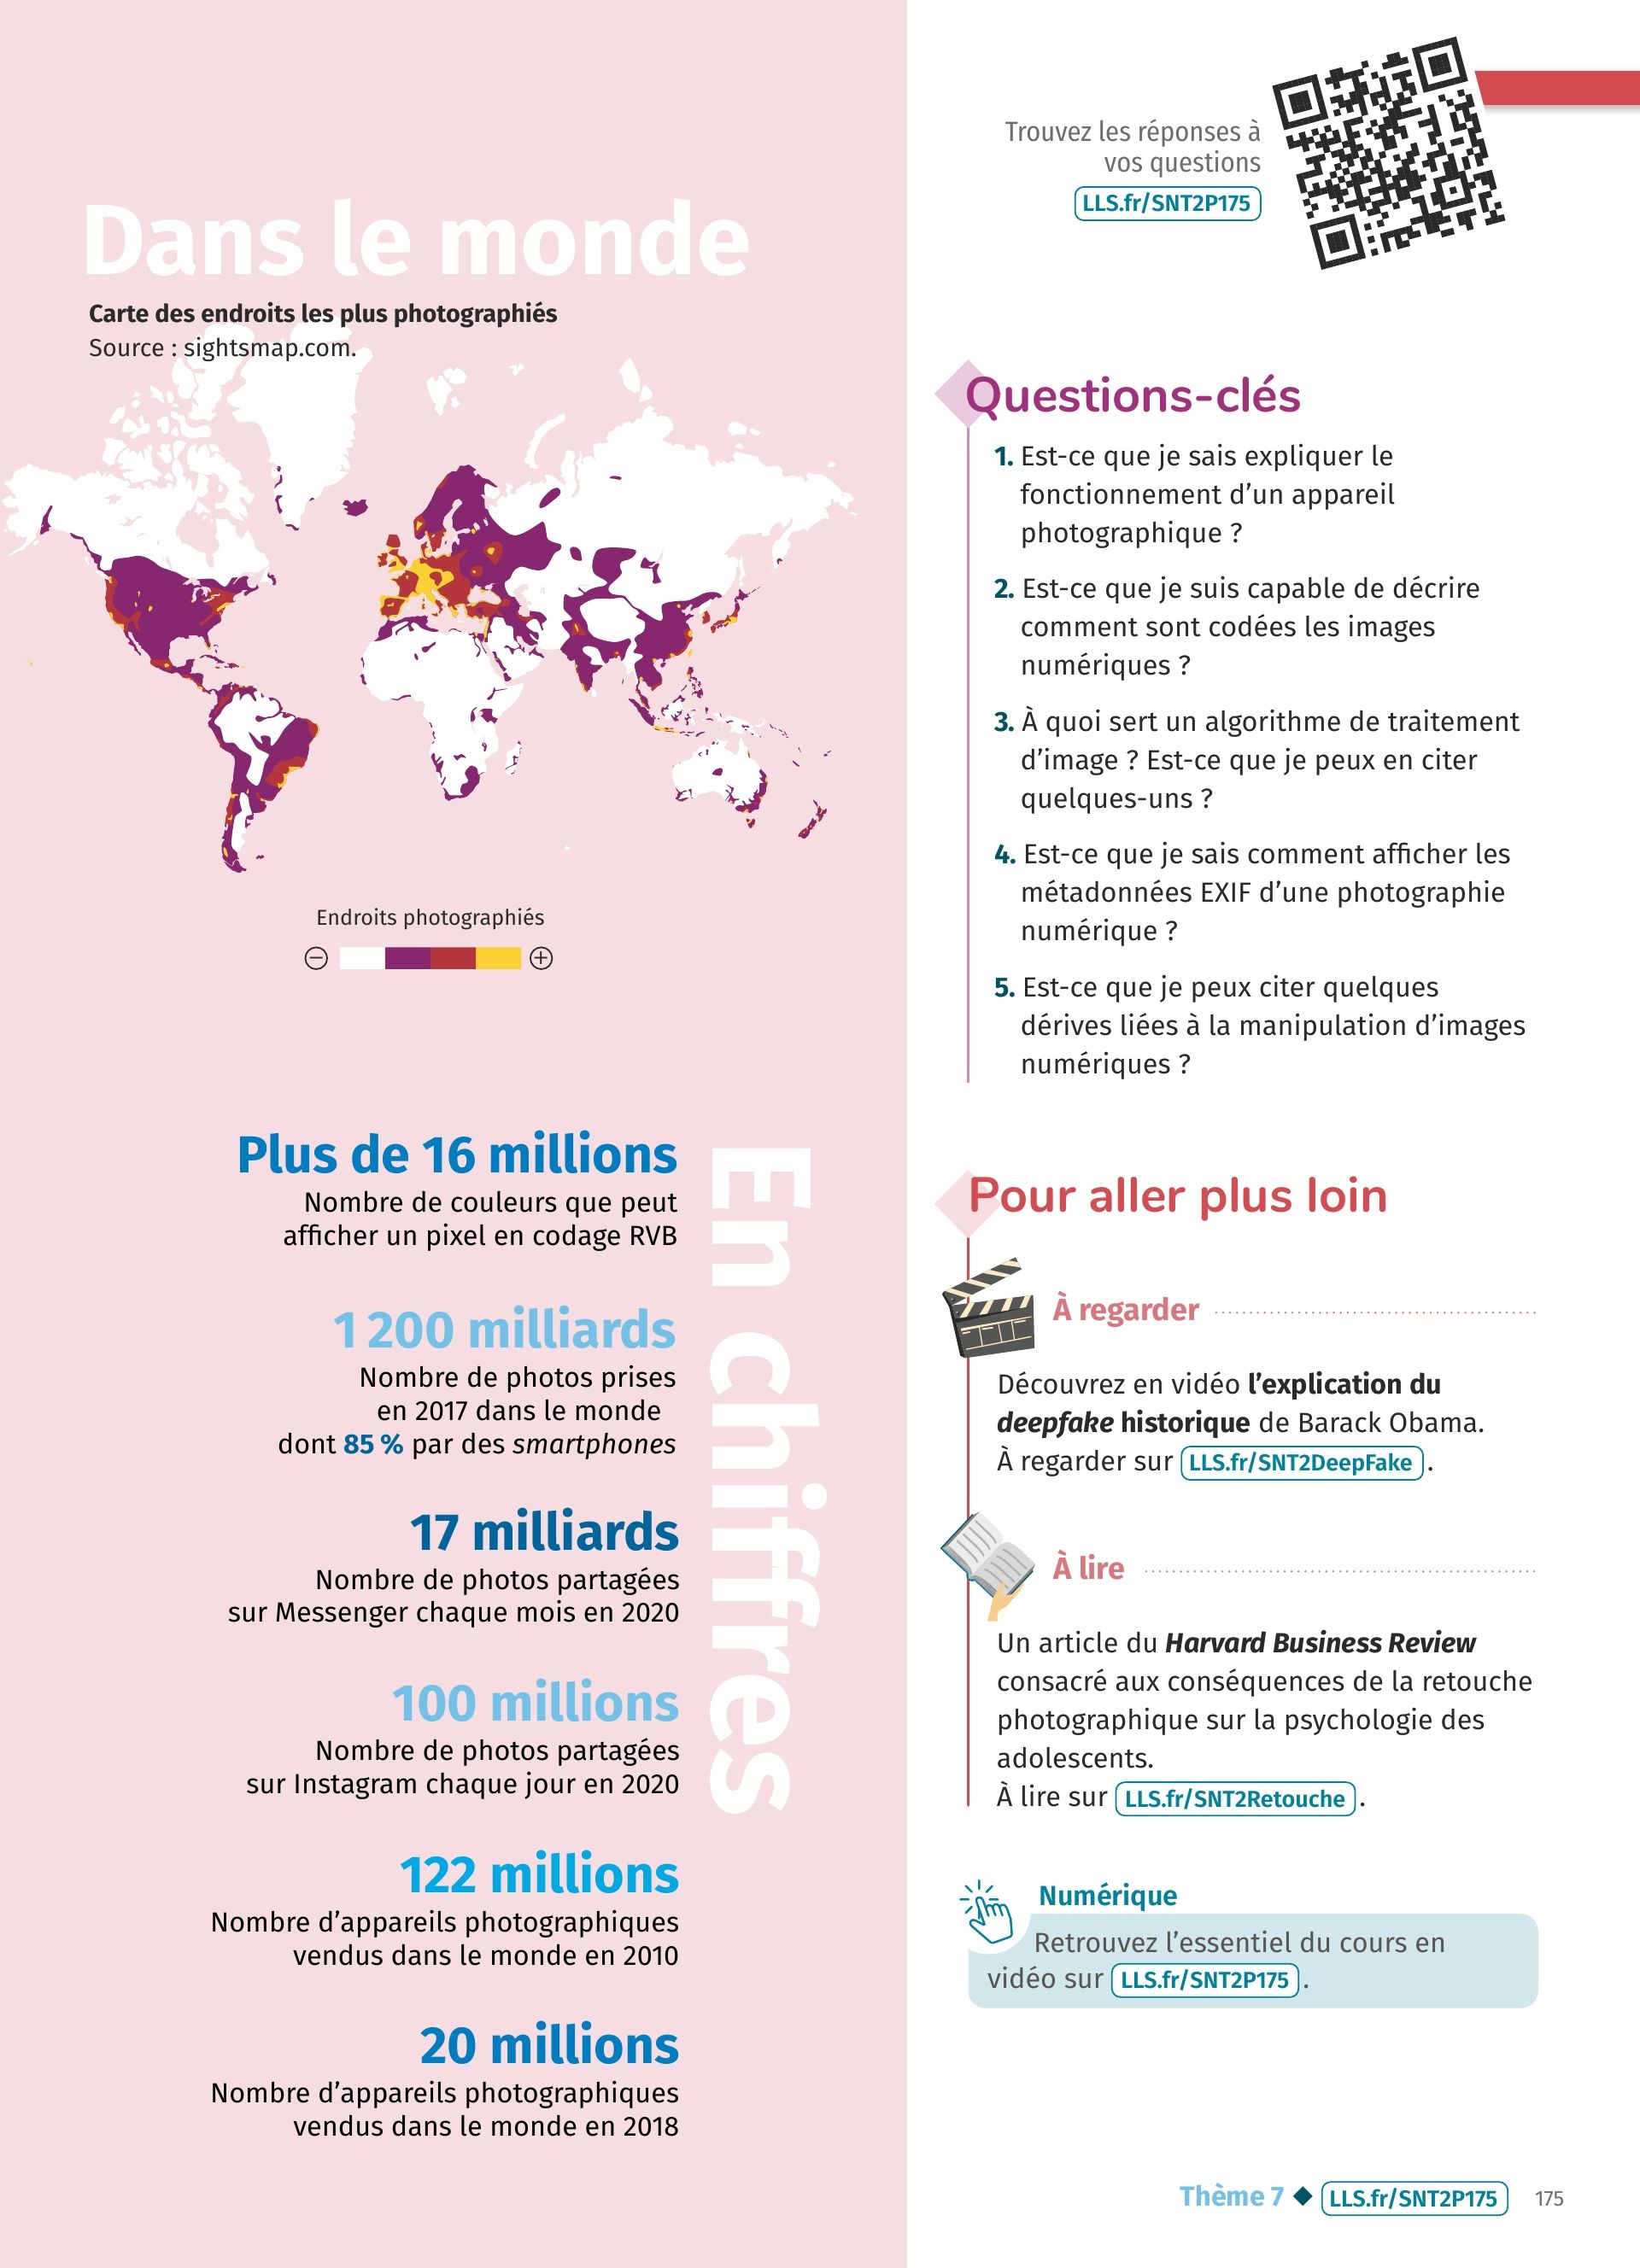 Trouvez les réponses à
vos questions
LLS.fr/SNT2P175
Dans le monde
Carte des endroits les plus photographiés
Source : sightsmap.com.
Endroits photographiés
En chiffres
Plus de 16 millions
Nombre de couleurs que peut
afficher un pixel en codage RVB
1 200 milliards
Nombre de photos prises
en 2017 dans le monde
dont 85 % par des smartphones
17 milliards
Nombre de photos partagées
sur Messenger chaque mois en 2020
100 millions
Nombre de photos partagées
sur Instagram chaque jour en 2020
122 millions
Nombre d’appareils photographiques
vendus dans le monde en 2010
20 millions
Nombre d’appareils photographiques
vendus dans le monde en 2018
Questions-clés
1. Est-ce que je sais expliquer le
fonctionnement d’un appareil
photographique ?
2. Est-ce que je suis capable de décrire
comment sont codées les images
numériques ?
3. À quoi sert un algorithme de traitement
d’image ? Est-ce que je peux en citer
quelques-uns ?
4. Est-ce que je sais comment afficher les
métadonnées EXIF d’une photographie
numérique ?
5. Est-ce que je peux citer quelques
dérives liées à la manipulation d’images
numériques ?
Pour aller plus loin
À regarder
Découvrez en vidéo l’explication du
deepfake historique de Barack Obama.
À regarder sur LLS.fr/SNT2DeepFake .
À lire
Un article du Harvard Business Review
consacré aux conséquences de la retouche
photographique sur la psychologie des
adolescents.
À lire sur LLS.fr/SNT2Retouche .
Numérique
Retrouvez l’essentiel du cours en
vidéo sur LLS.fr/SNT2P175 .
Thème 7 ◆ LLS.fr/SNT2P175 175